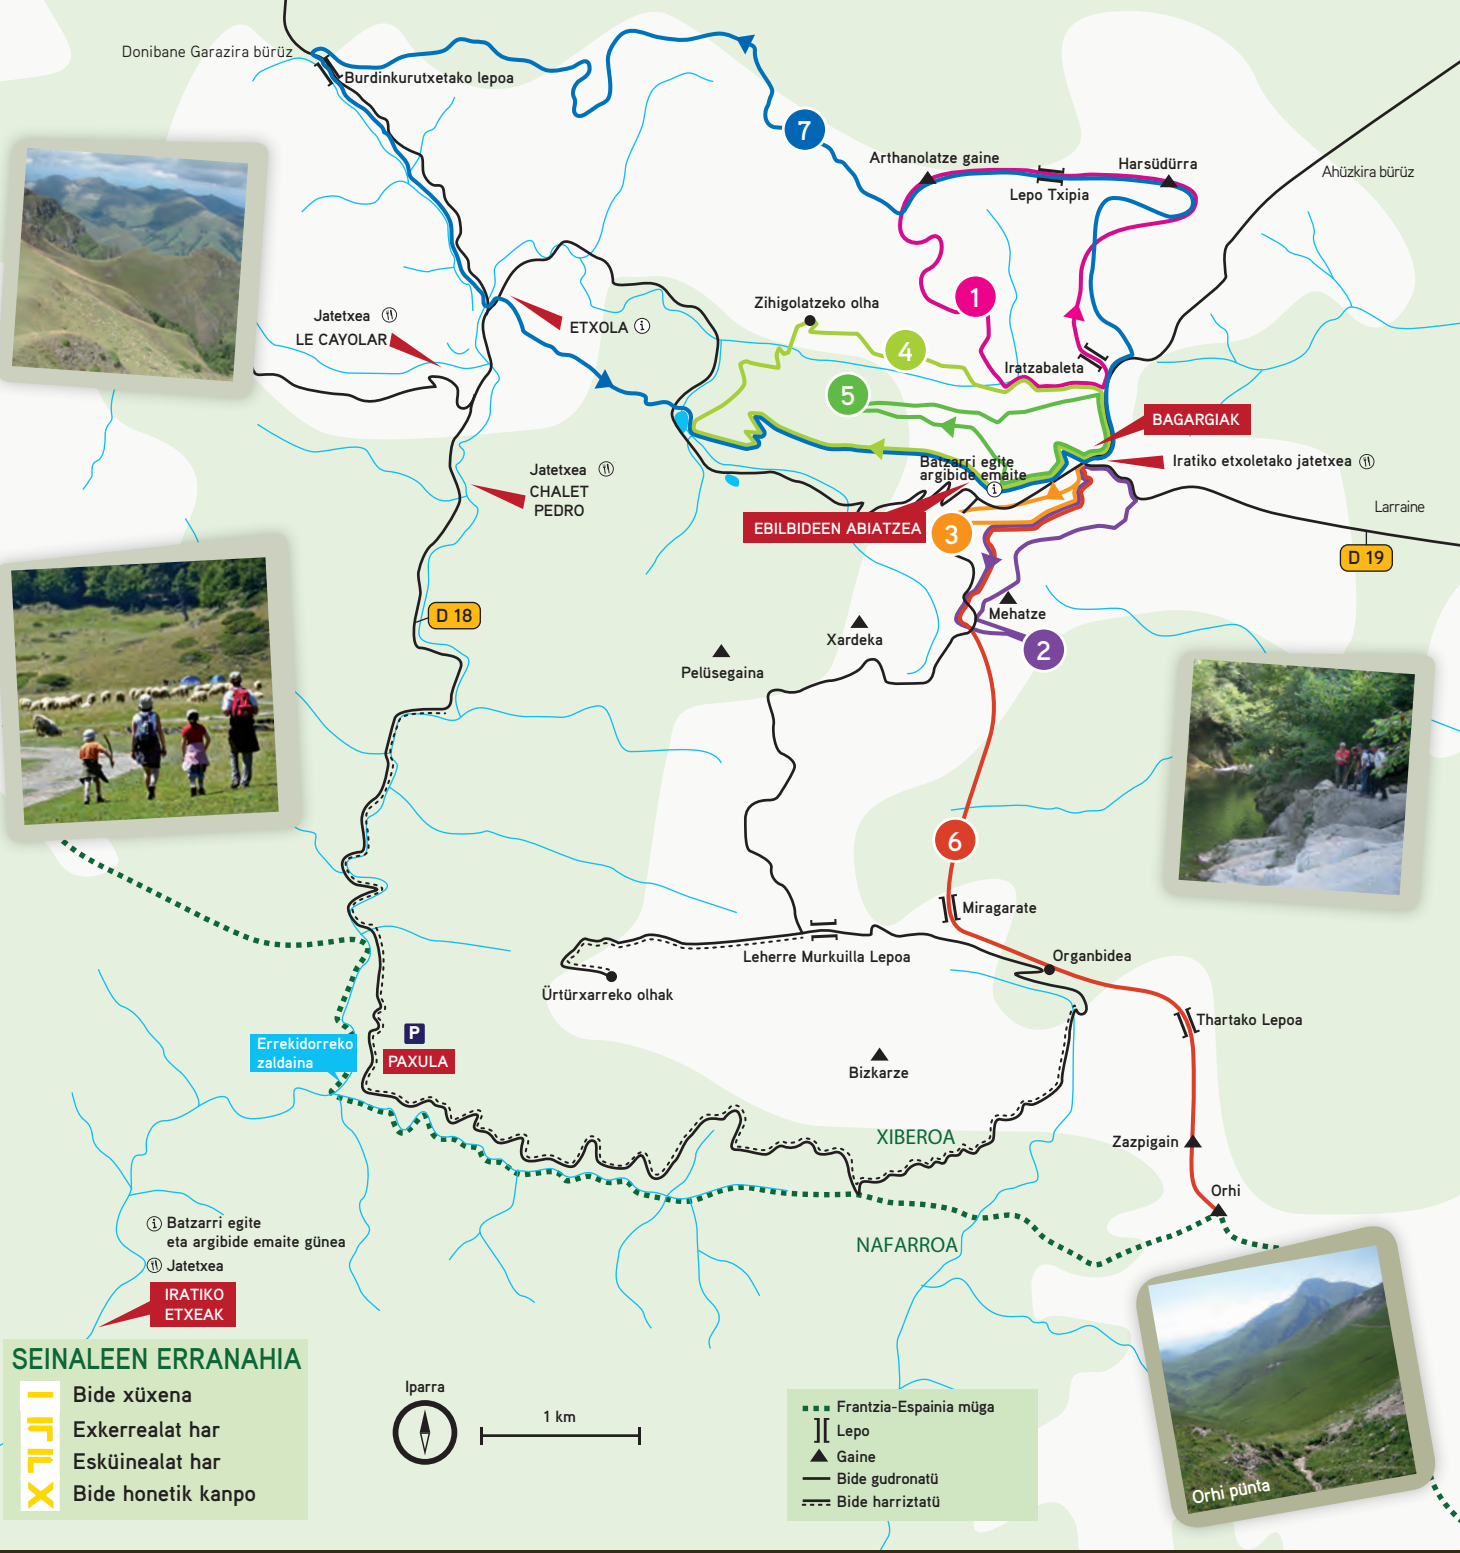 Donibane Garazira bürüz
Burdinkurutxetako lepoa
7
Arthanolatze gaine
Harsüdürra
Lepo Txipia
Ahüzkira bürüz
Zihigolatzeko olha
1
Jatetxea
LE CAYOLAR
ETXOLA i
4
Iratzabaleta
5
BAGARGIAK
Batzarri egite
argibide emaite
i
Iratiko etxoletako jatetxea
Jatetxea
CHALET
PEDRO
Larraine
EBILBIDEEN ABIATZEA
3
D 19
D 18
Mehatze
Xardeka
2
Pelüsegaina
6
Miragarate
Leherre Murkuilla Lepoa
Organbidea
Ürtürxarreko olhak
Thartako Lepoa
P
PAXULA
Errekidorreko
zaldaina
Bizkarze
XIBEROA
Zazpigain
Orhi
NAFARROA
i Batzarri egite
eta argibide emaite günea
Jatetxea
IRATIKO
ETXEAK
SEINALEEN ERRANAHIA
Bide xüxena
Exkerrealat har
Esküinealat har
Bide honetik kanpo
Iparra
1 km
Frantzia-Espainia müga
Lepo
Gaine
Bide gudronatü
Bide harriztatü
Orhi pünta